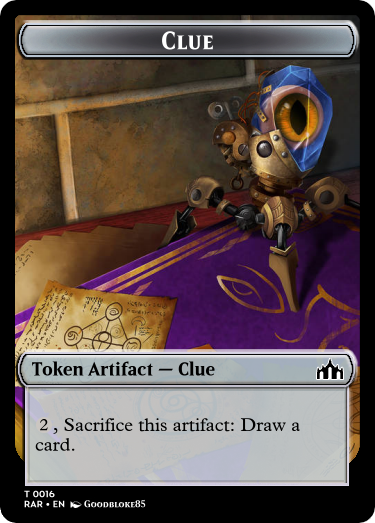 Clue
Token Artifact — Clue
2 , Sacrifice this artifact: Draw a
card.
T 0016
RAR • EN Goodbloke85